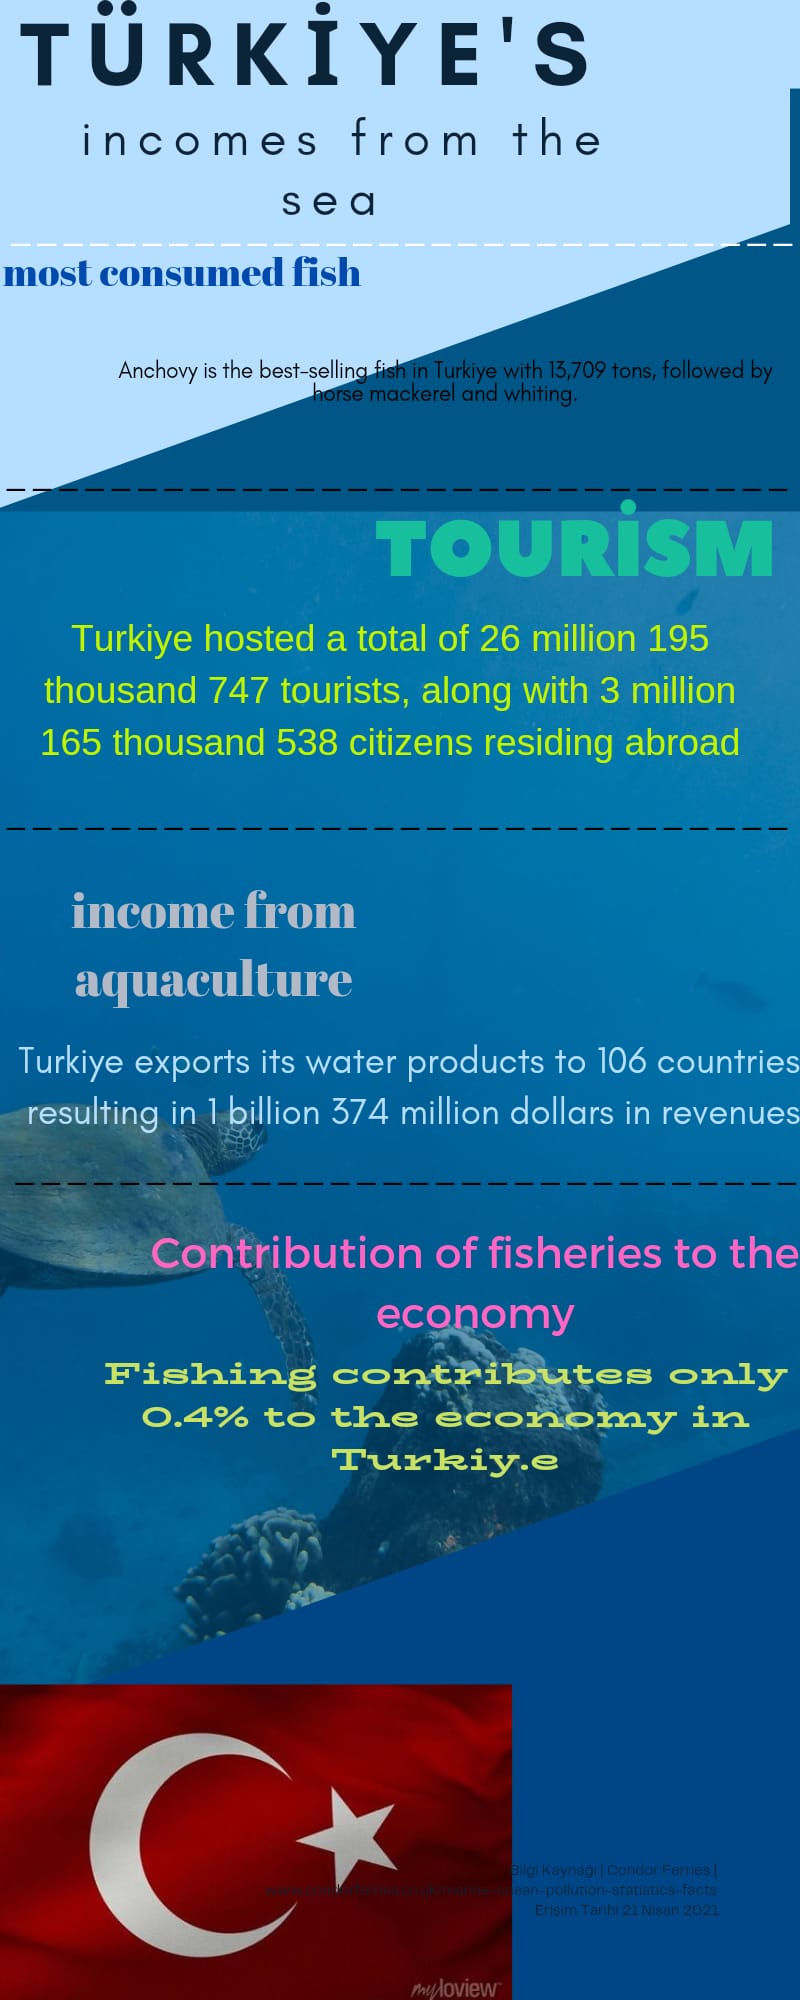 TÜRKİYE'S
incomes from the
sea
most consumed fish
Anchovy is the best-selling fish in Turkiye with 13,709 tons, followed by
horse mackerel and whiting.
TOURİSM
Turkiye hosted a total of 26 million 195
thousand 747 tourists, along with 3 million
165 thousand 538 citizens residing abroad
income from
aquaculture
Turkiye exports its water products to 106 countries
resulting in 1 billion 374 million dollars in revenues
Contribution of fisheries to the
economy
Fishing contributes only
0.4% to the economy in
Turkiy.e
Bilgi Kaynağı | Condor Ferries |
ean-pollution-statistics-facts
Erişim Tarihi 21 Nisan 2021
myloview